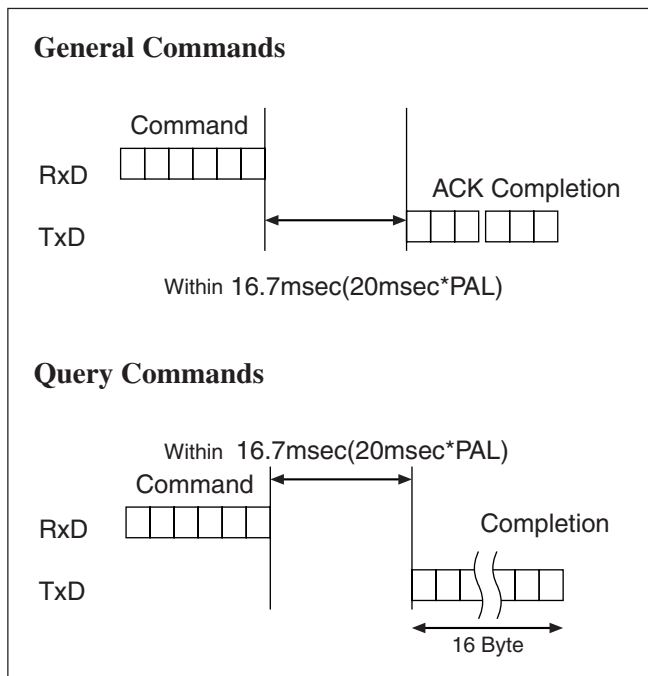 General Commands
Command
RxD
ACK Completion
TxD
Within 16.7msec(20msec*PAL)
Query Commands
Within 16.7msec(20msec*PAL)
Command
RxD
Completion
TxD
16 Byte